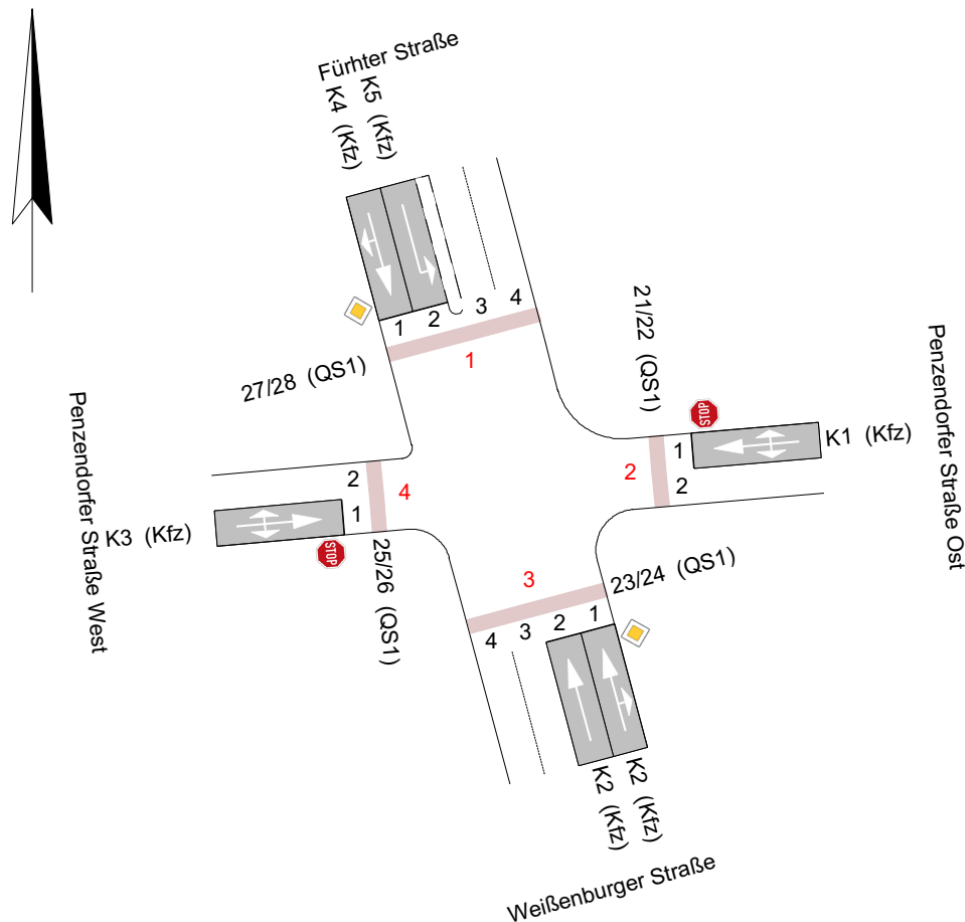 Fürhter Straße
K4 (Kfz)
K5 (Kfz)
1
2
3
4
1
27/28 (QS1)
21/22 (QS1)
STOP
K1 (Kfz)
Penzendorfer Straße Ost
1
2
2
Penzendorfer Straße West
2
1
4
K3 (Kfz)
STOP
25/26 (QS1)
3
23/24 (QS1)
4
3
2
1
K2 (Kfz)
K2 (Kfz)
Weißenburger Straße